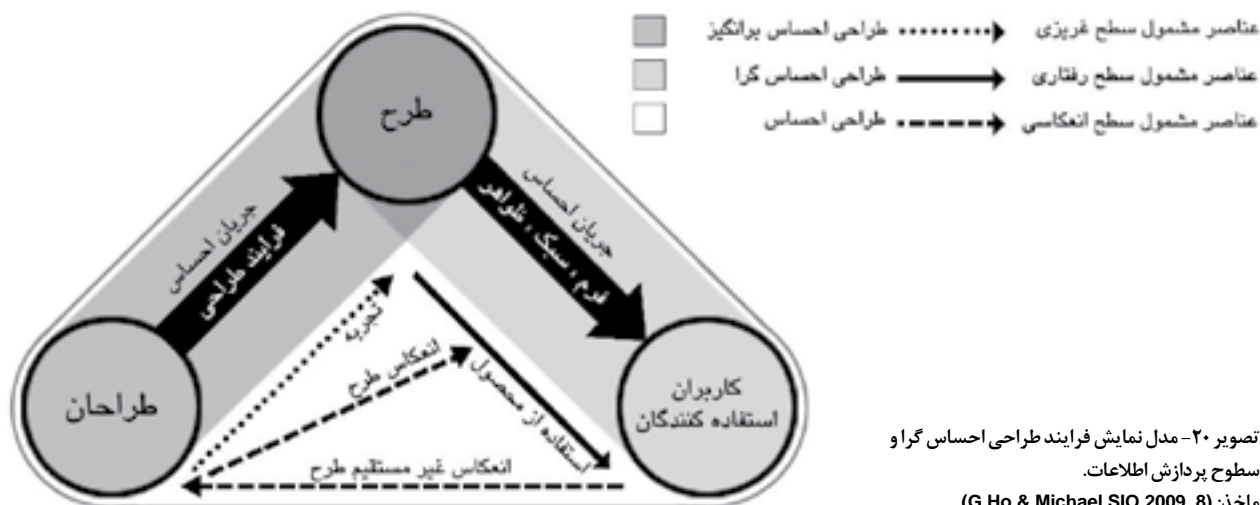 عناصر مشمول سطح غریزی طراحی احساس برانگیز
عناصر مشمول سطح رفتاری طراحی احساس گرا
عناصر مشمول سطح انعکاسی طراحی احساس
طرح
جریان احساس
فرایند طراحی
جریان احساس
فرم ، سبک ، ظواهر
تجربه
انعکاس طرح
استفاده از محصول
انعکاس غیر مستقیم طرح
طراحان
کاربران
استفاده کنندگان
تصویر ۲۰- مدل نمایش فرایند طراحی احساس گرا و
سطوح پردازش اطلاعات.
ماخذ: (G Ho & Michael SIO 2009, 8)